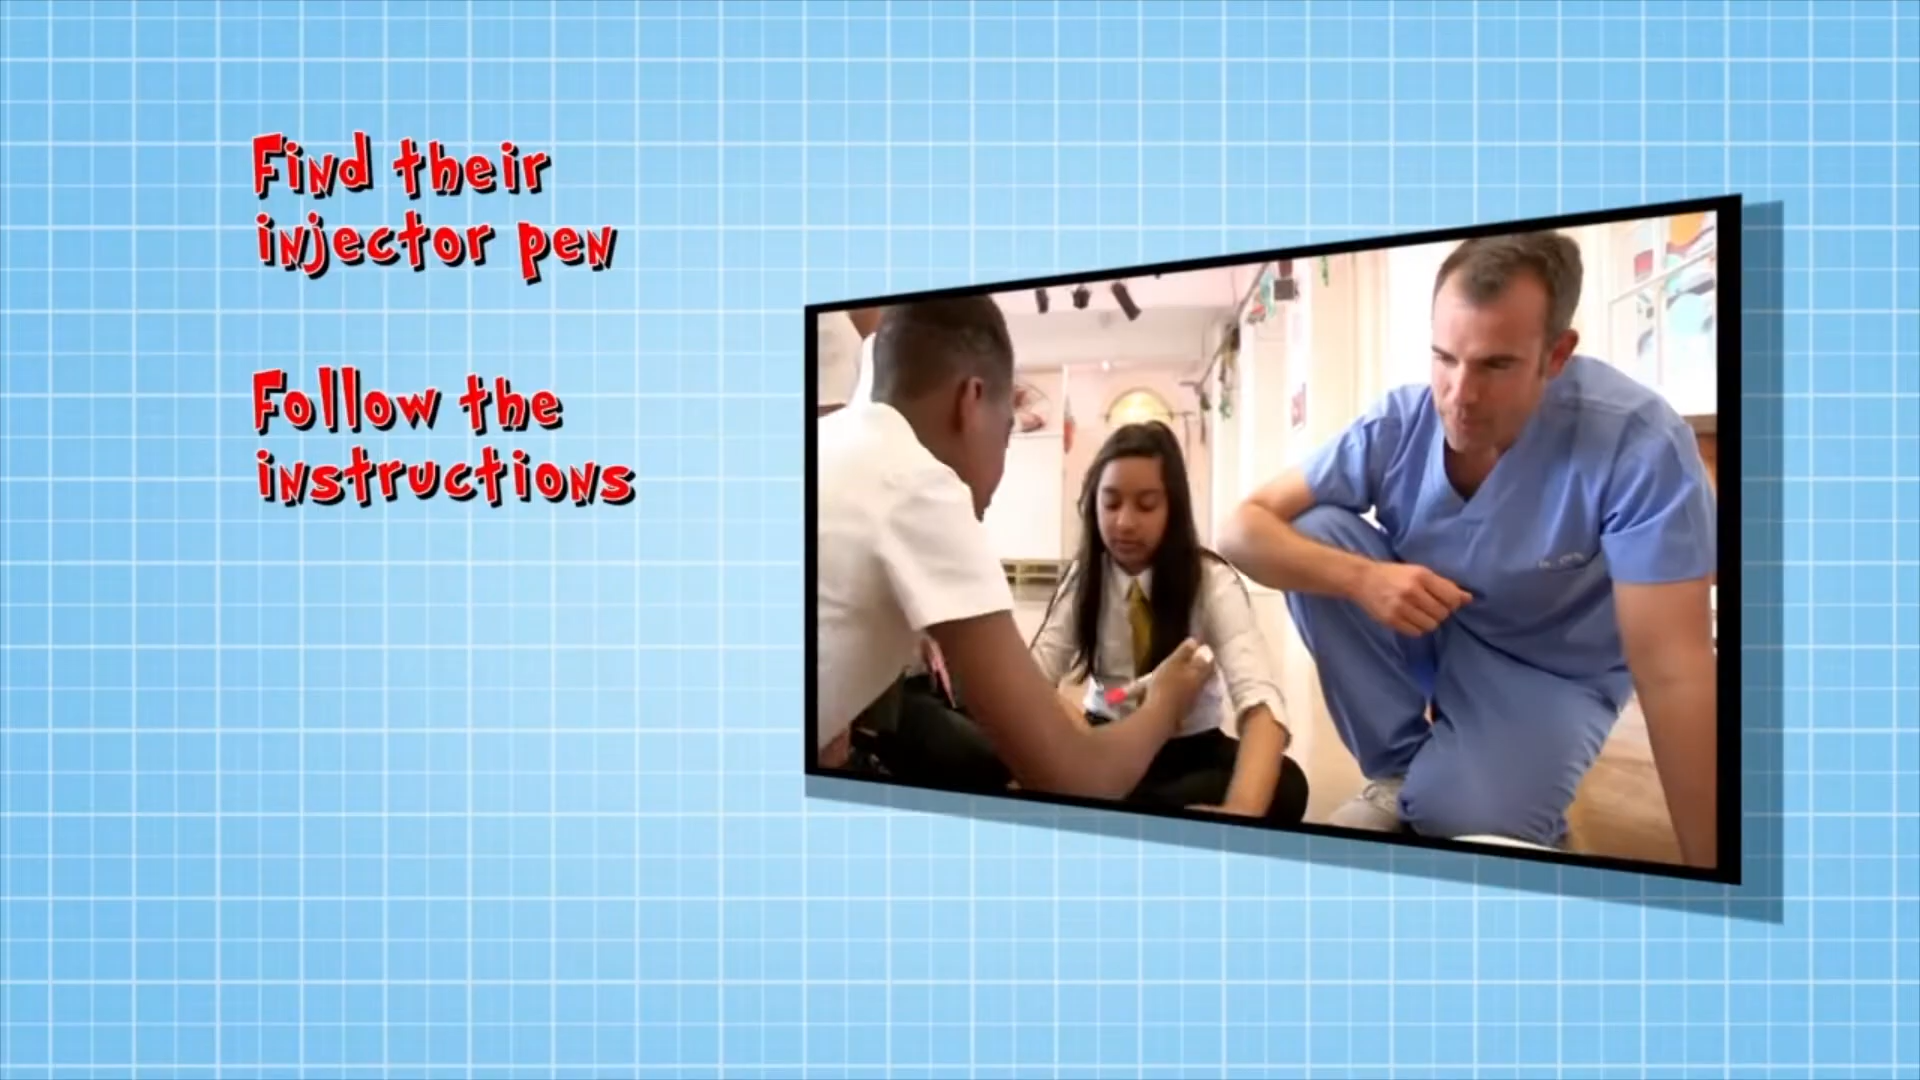 Find their
injector pen
Follow the
instructions